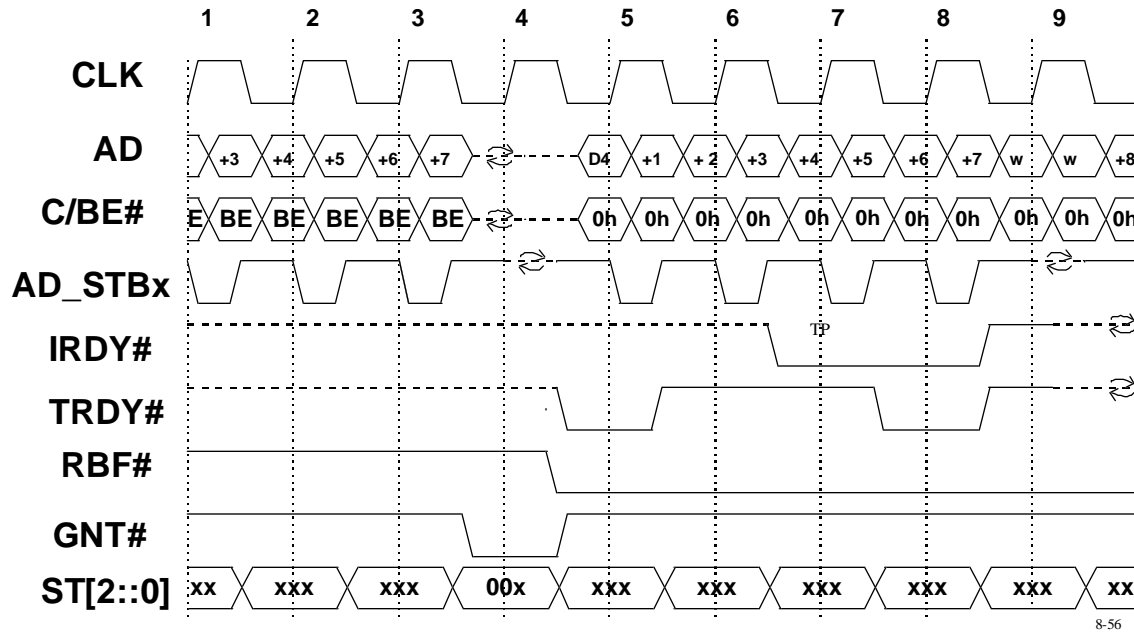 1 2 3 4 5 6 7 8 9
CLK
AD +3 +4 +5 +6 +7 D4 +1 + 2 +3 +4 +5 +6 +7 w w +8
C/BE# E BE BE BE BE BE 0h 0h 0h 0h 0h 0h 0h 0h 0h 0h 0h
AD_STBx
IRDY# TP
TRDY#
RBF#
GNT#
ST[2::0] xx xxx xxx 00x xxx xxx xxx xxx xx
8-56